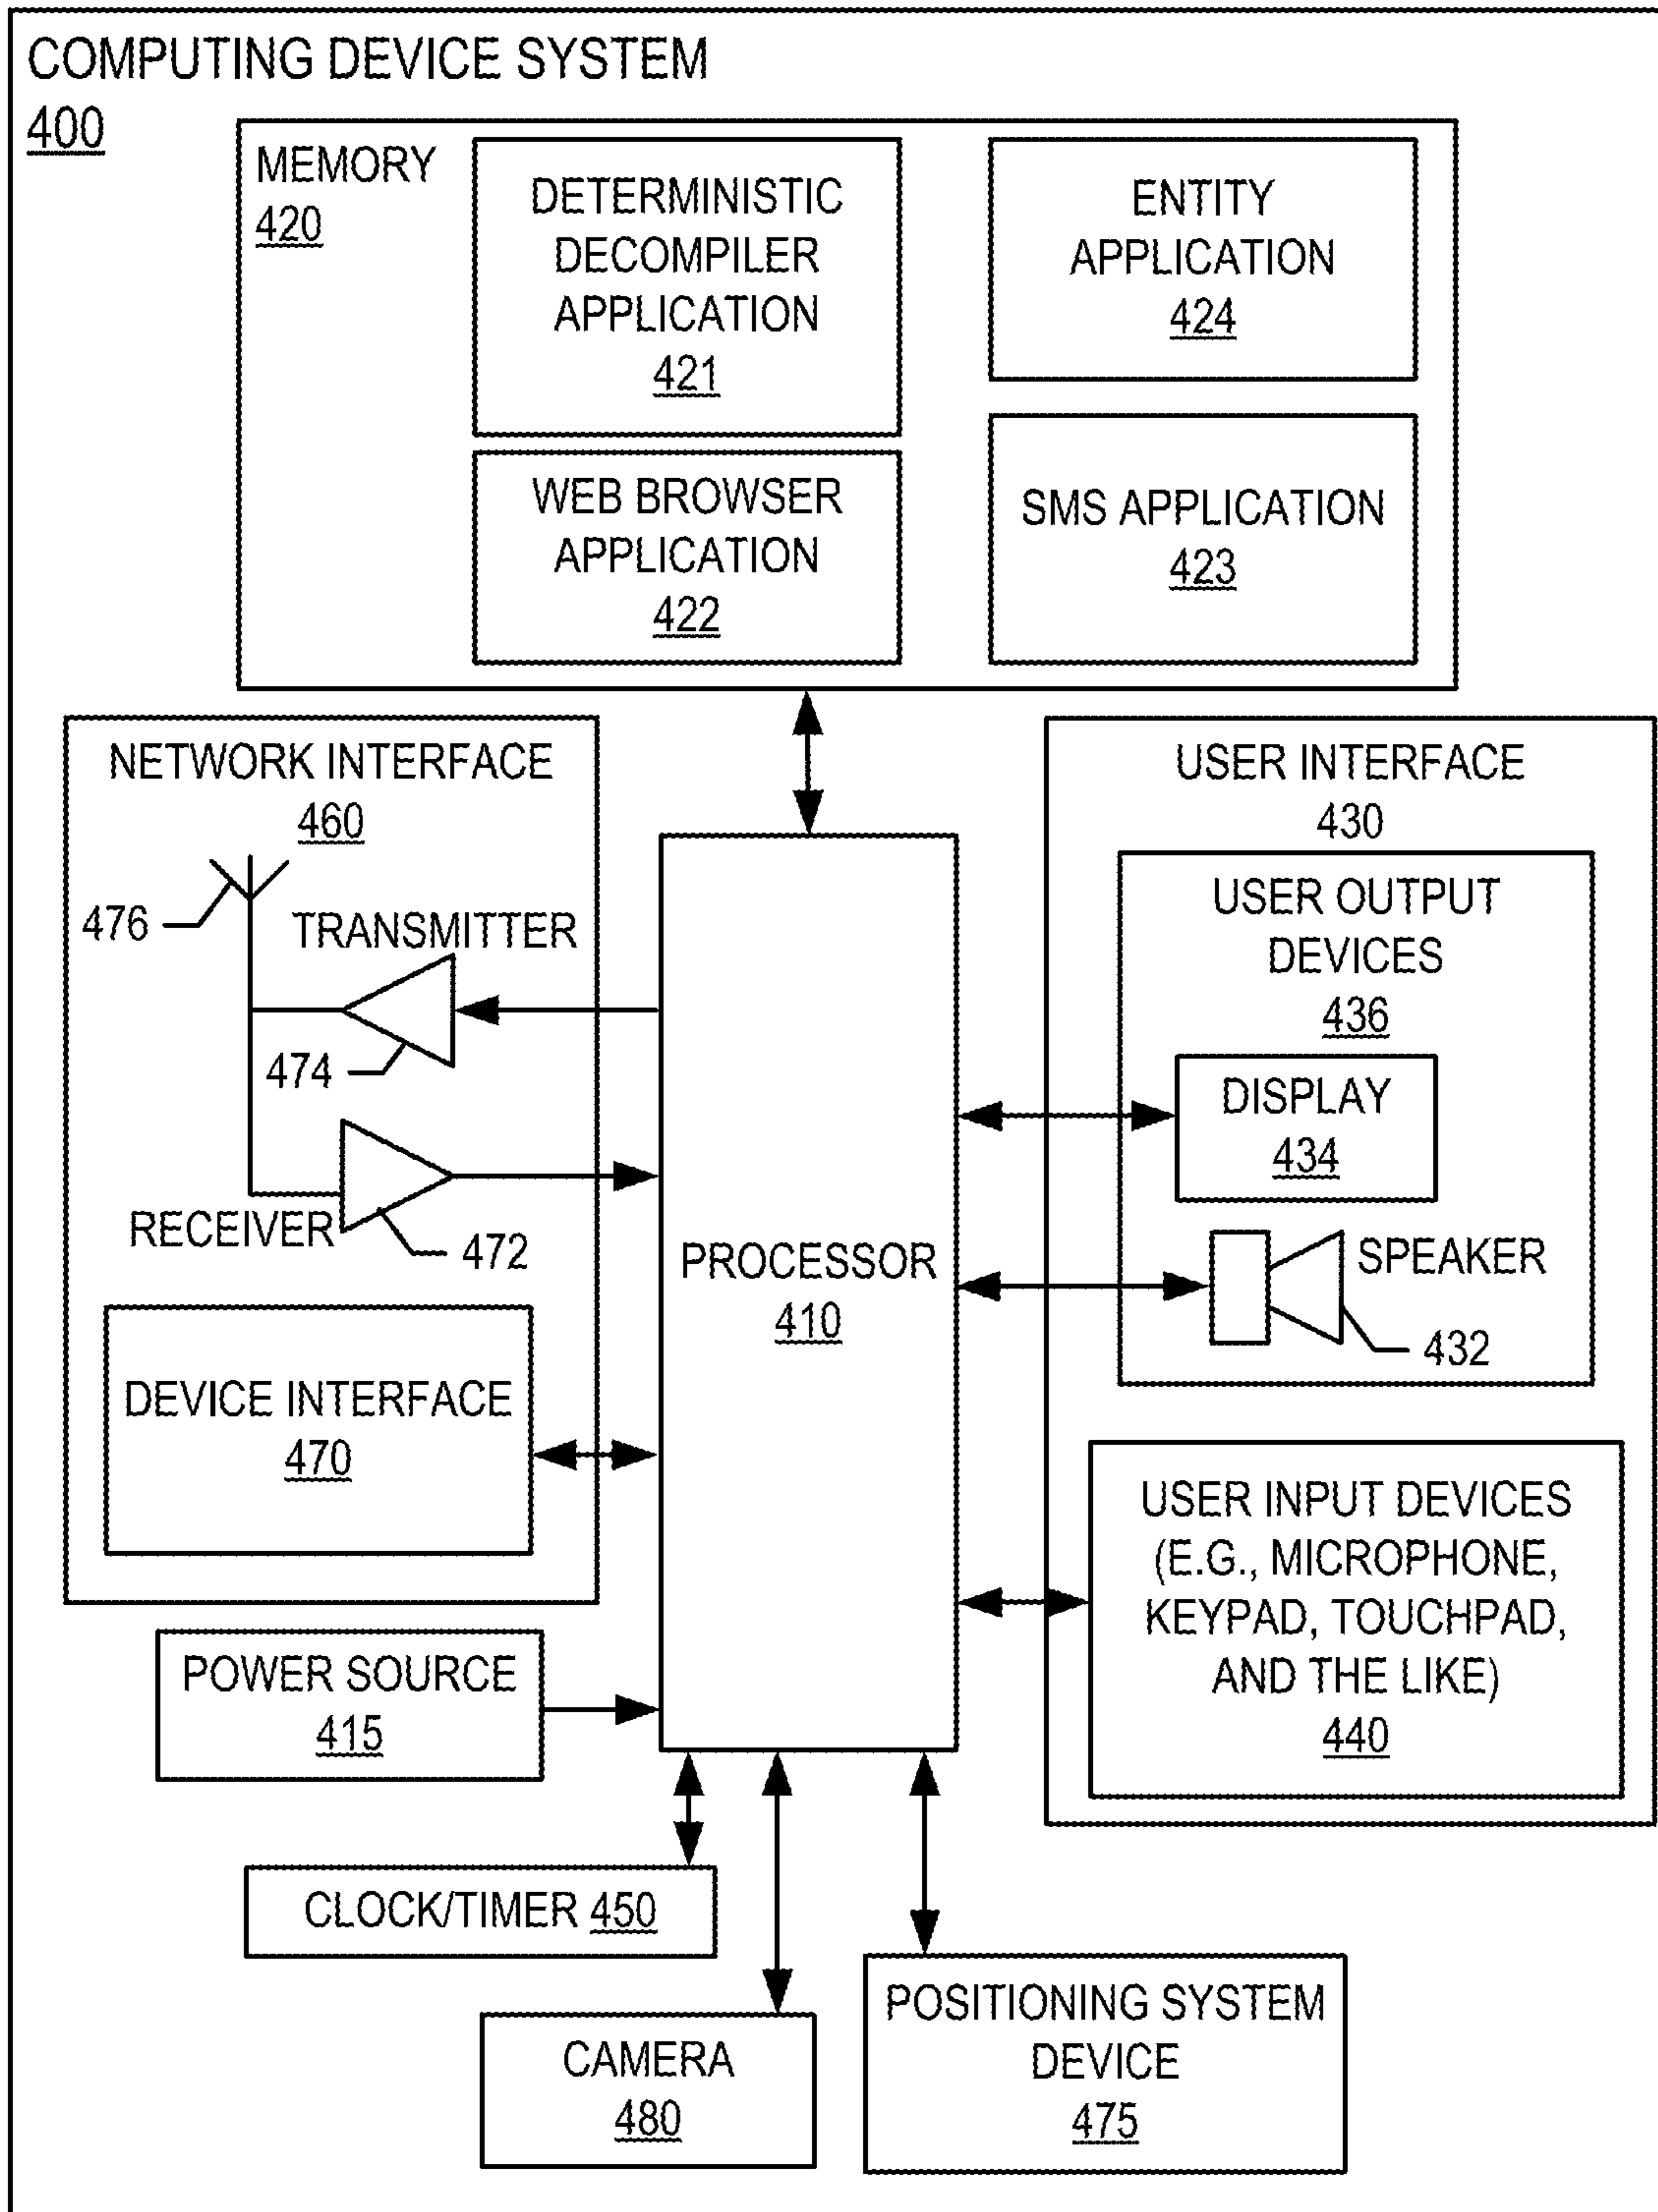 COMPUTING DEVICE SYSTEM
400
MEMORY
420
DETERMINISTIC
DECOMPILER
APPLICATION
421
ENTITY
APPLICATION
424
WEB BROWSER
APPLICATION
422
SMS APPLICATION
423
NETWORK INTERFACE
460
476
TRANSMITTER
474
RECEIVER
472
DEVICE INTERFACE
470
PROCESSOR
410
USER INTERFACE
430
USER OUTPUT
DEVICES
436
DISPLAY
434
SPEAKER
432
USER INPUT DEVICES
(E.G., MICROPHONE,
KEYPAD, TOUCHPAD,
AND THE LIKE)
440
POWER SOURCE
415
CLOCK/TIMER 450
CAMERA
480
POSITIONING SYSTEM
DEVICE
475